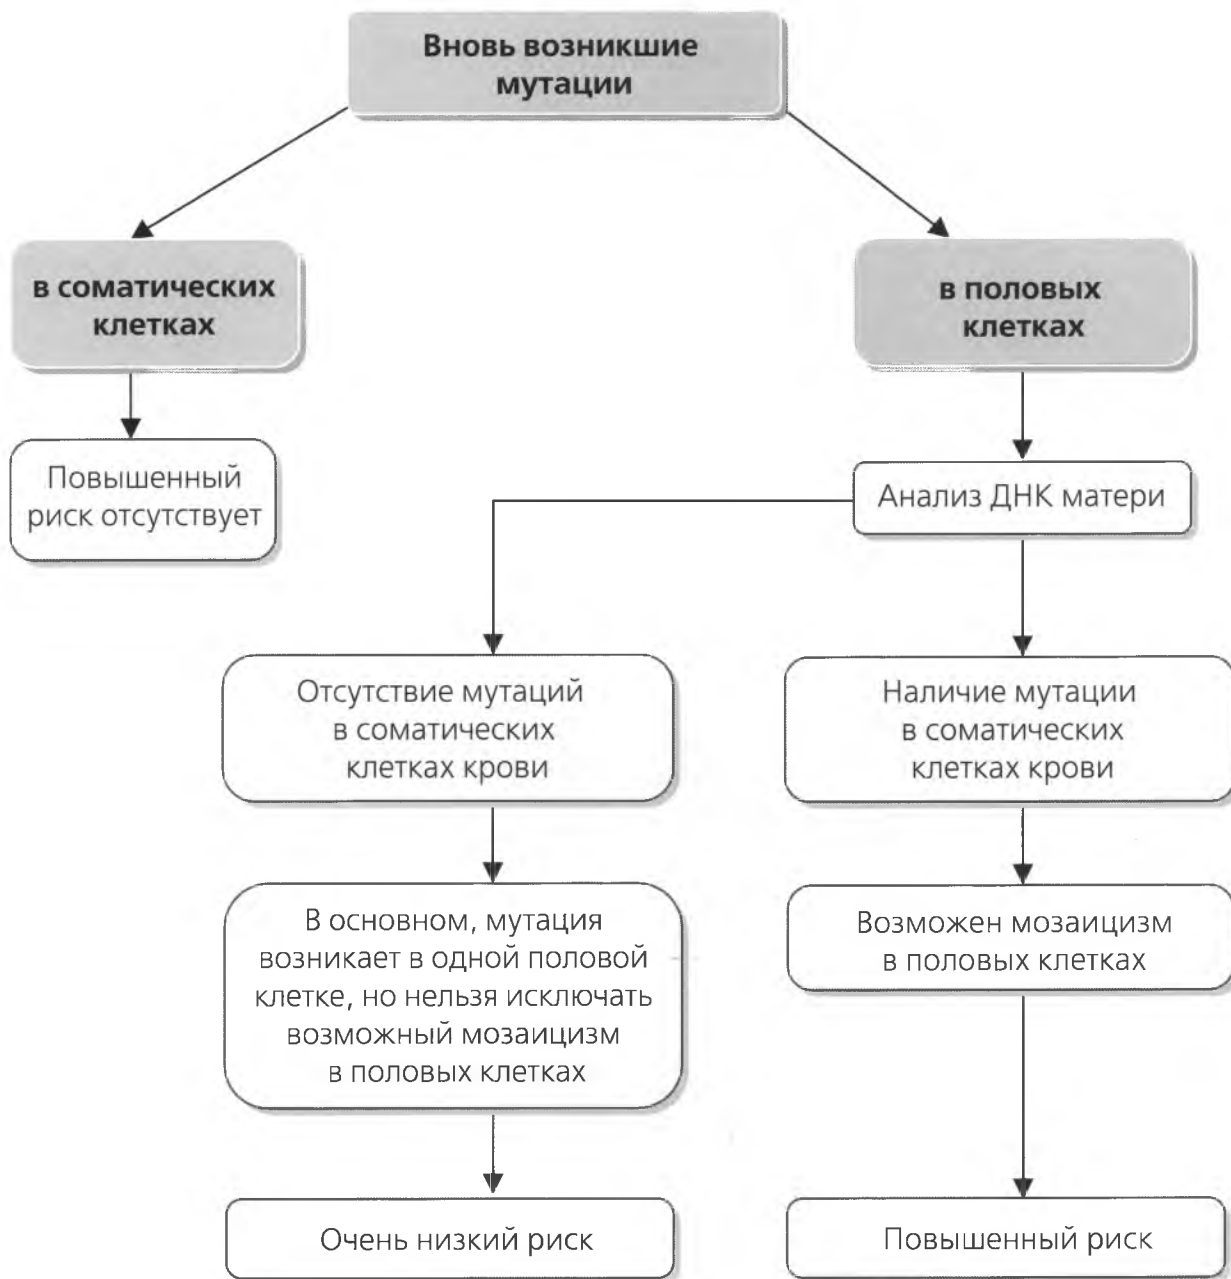 Вновь возникшие
мутации
в соматических
клетках
в половых
клетках
Повышенный
риск отсутствует
Анализ ДНК матери
Отсутствие мутаций
в соматических
клетках крови
Наличие мутации
в соматических
клетках крови
В основном, мутация
возникает в одной половой
клетке, но нельзя исключать
возможный мозаицизм
в половых клетках
Возможен мозаицизм
в половых клетках
Очень низкий риск
Повышенный риск